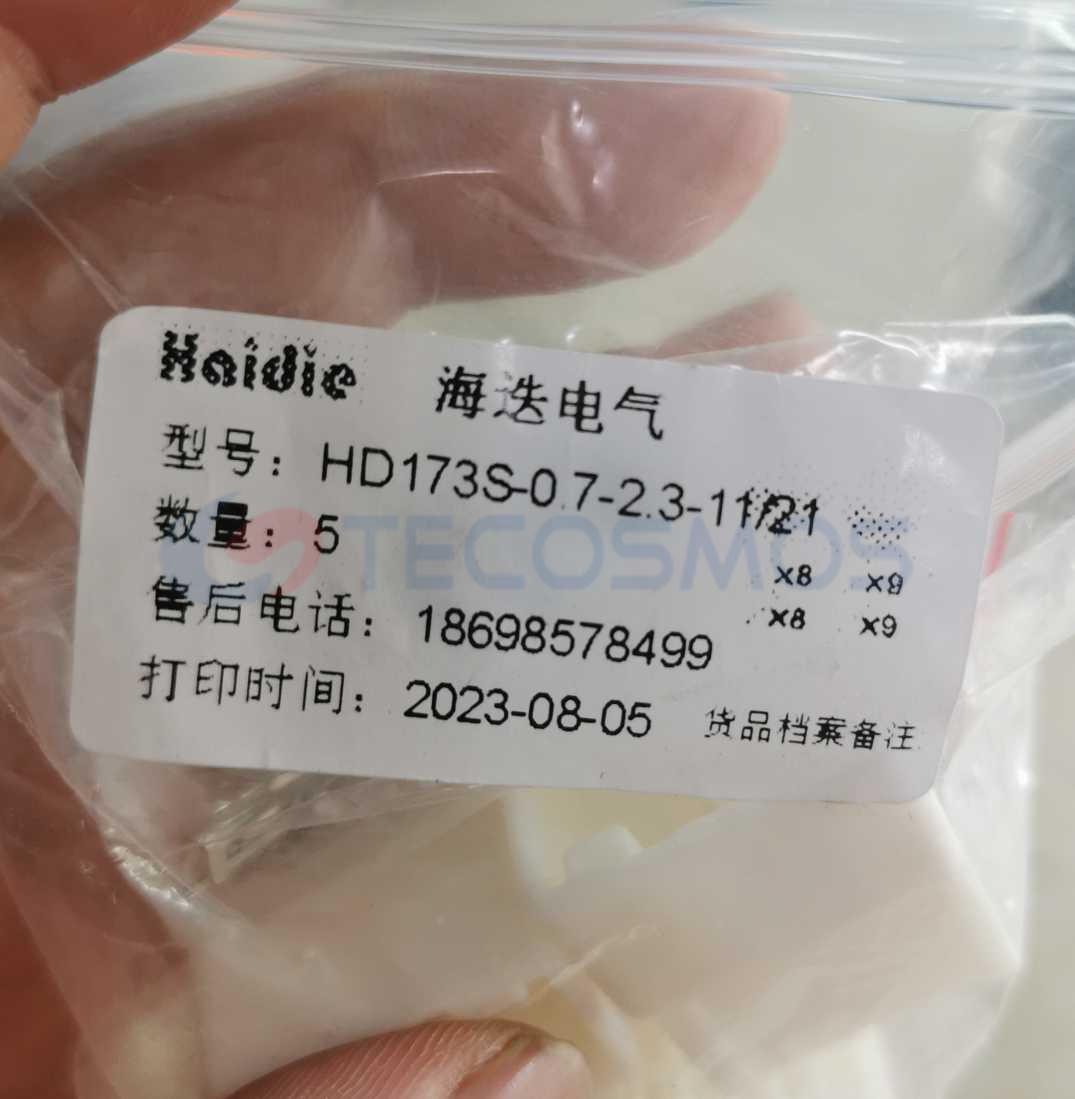 Haidie 海迭电气
型号：HD173S-0.7-2.3-11/21
数量：5
x8 x9
售后电话：18698578499
x8 x9
打印时间：2023-08-05 货品档案备注
TECOSMOS